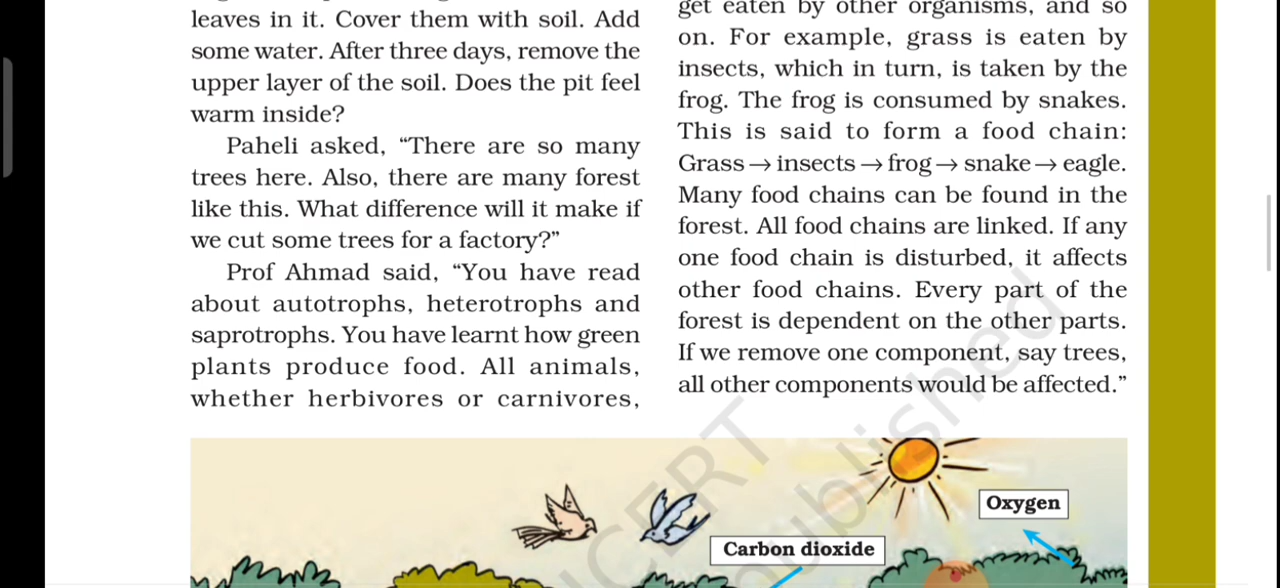 leaves in it. Cover them with soil. Add
some water. After three days, remove the
upper layer of the soil. Does the pit feel
warm inside?
Paheli asked, “There are so many
trees here. Also, there are many forest
like this. What difference will it make if
we cut some trees for a factory?”
Prof Ahmad said, “You have read
about autotrophs, heterotrophs and
saprotrophs. You have learnt how green
plants produce food. All animals,
whether herbivores or carnivores,
get eaten by other organisms, and so
on. For example, grass is eaten by
insects, which in turn, is taken by the
frog. The frog is consumed by snakes.
This is said to form a food chain:
Grass → insects → frog → snake → eagle.
Many food chains can be found in the
forest. All food chains are linked. If any
one food chain is disturbed, it affects
other food chains. Every part of the
forest is dependent on the other parts.
If we remove one component, say trees,
all other components would be affected.”
Oxygen
Carbon dioxide